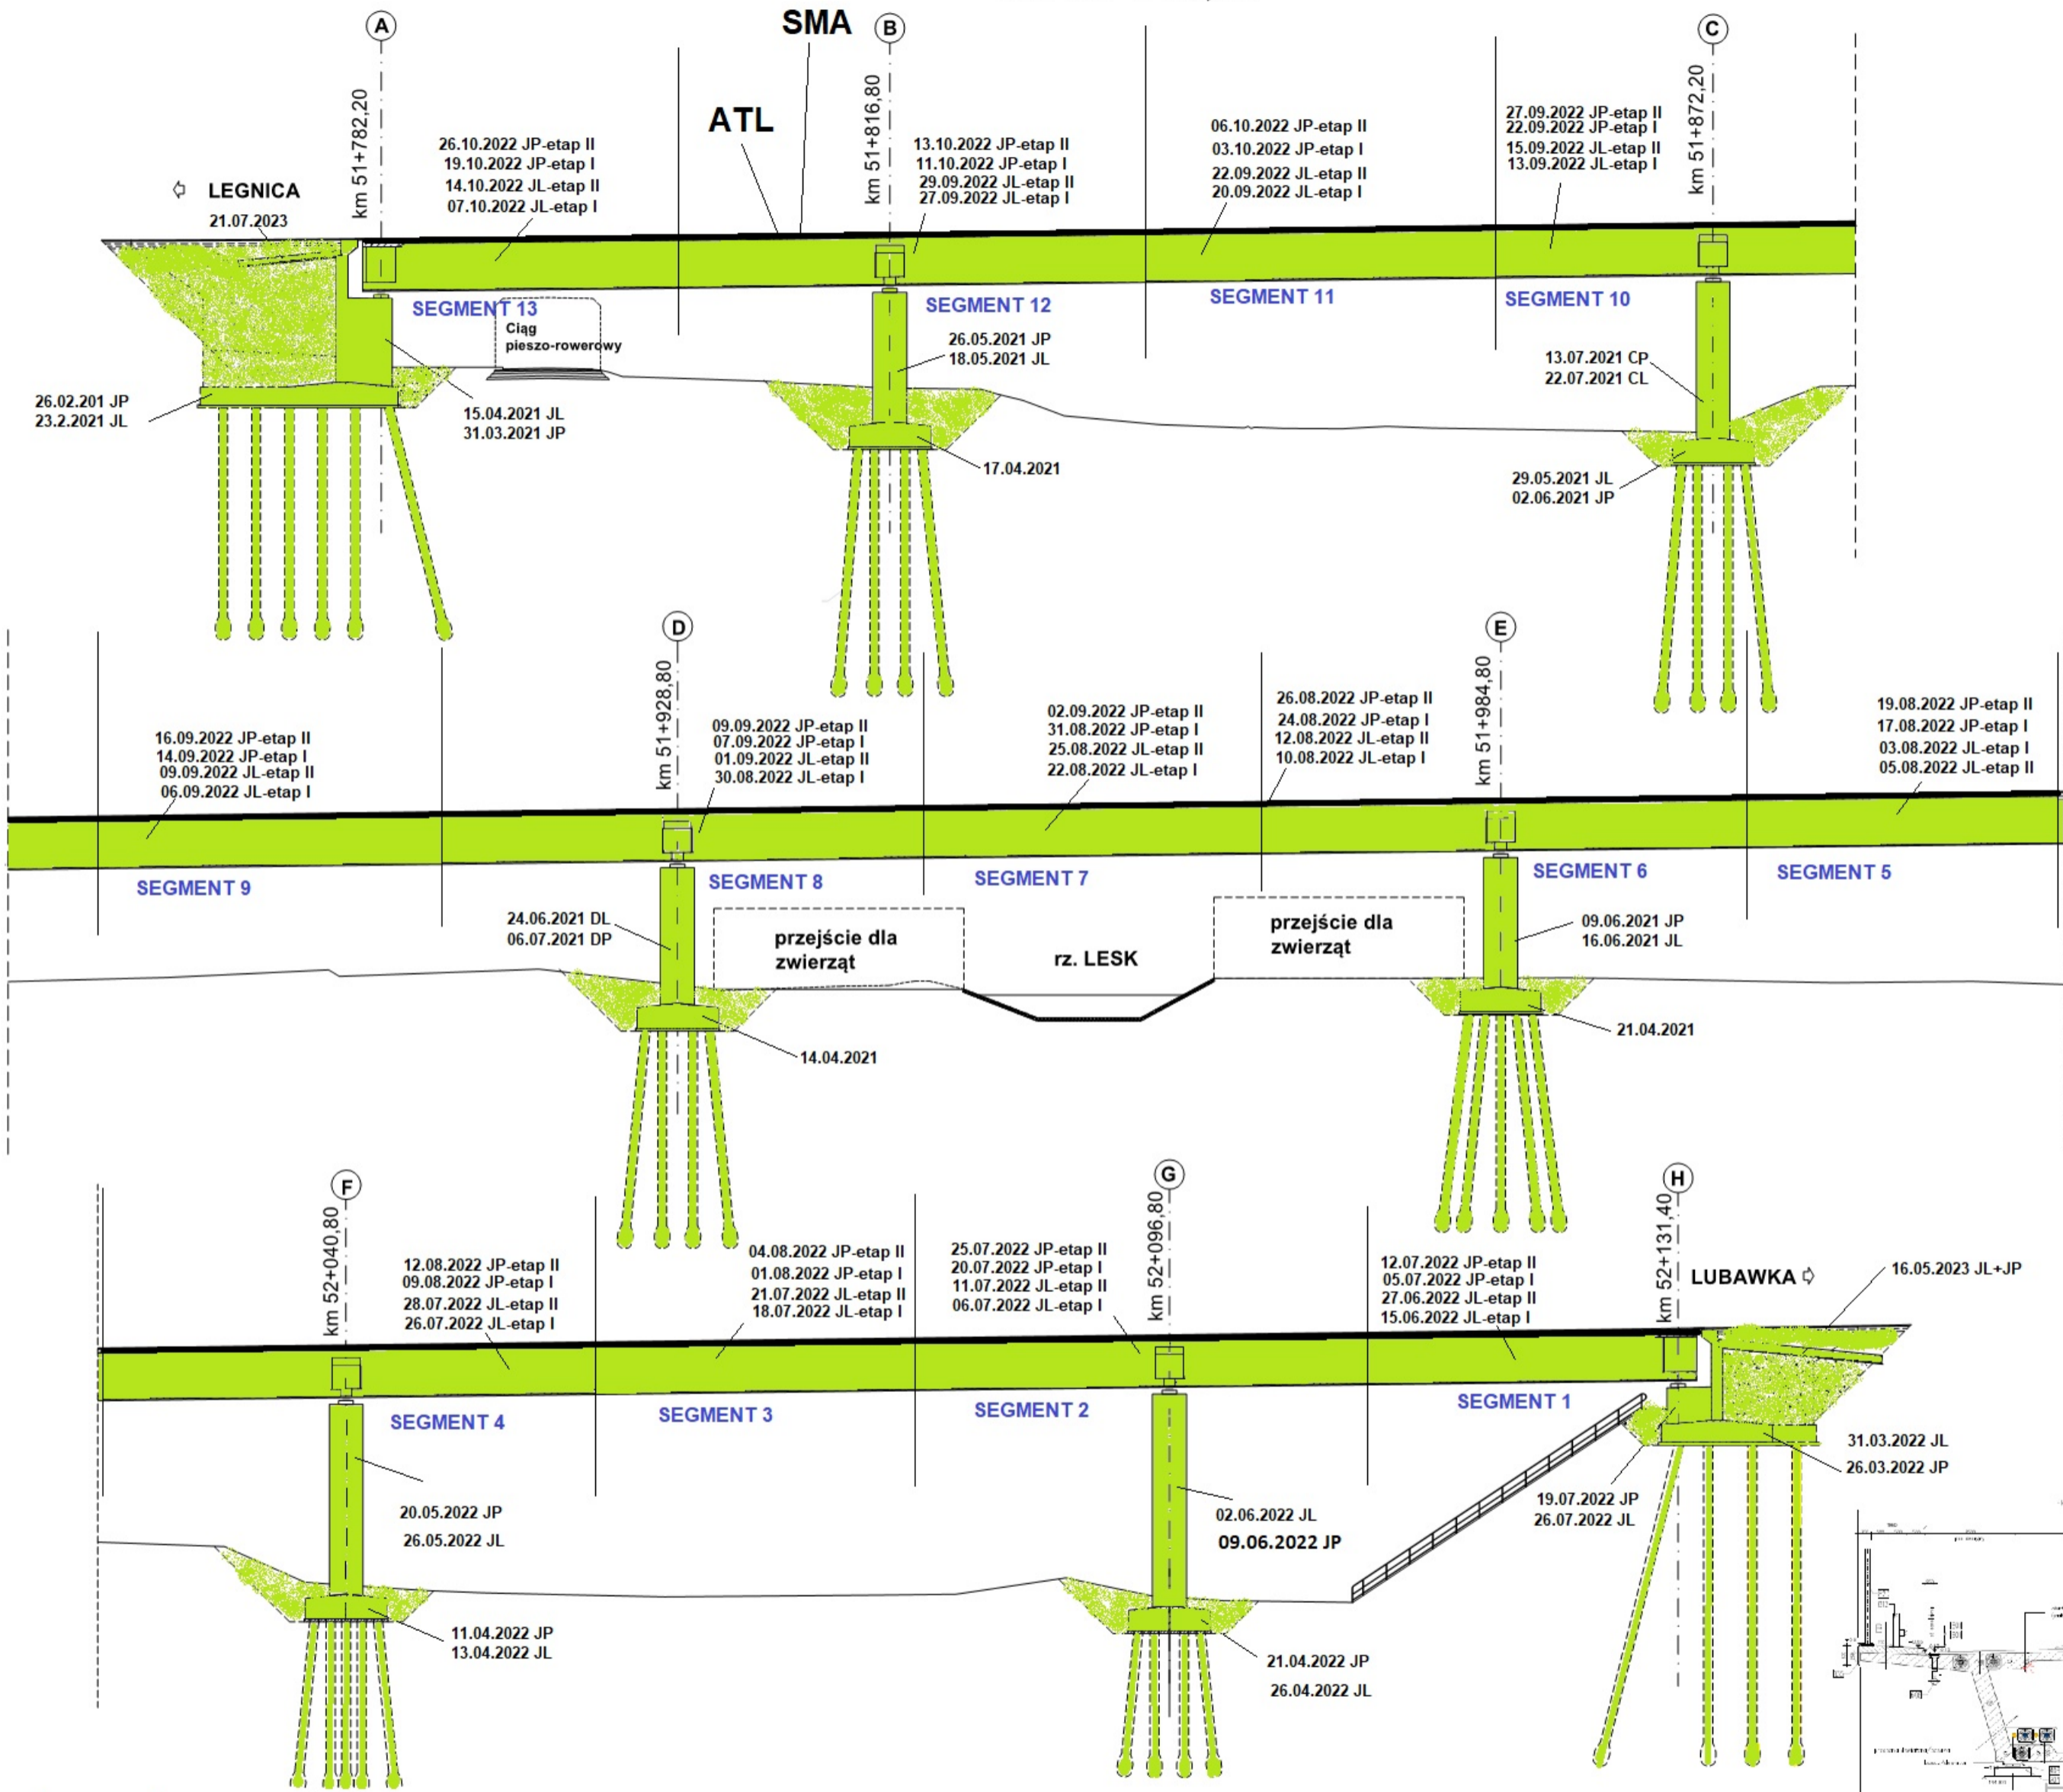 A
SMA
B
C
km 51+782,20
ATL
km 51+816,80
km 51+872,20
26.10.2022 JP-etap II
19.10.2022 JP-etap I
14.10.2022 JL-etap II
07.10.2022 JL-etap I
13.10.2022 JP-etap II
11.10.2022 JP-etap I
29.09.2022 JL-etap II
27.09.2022 JL-etap I
06.10.2022 JP-etap II
03.10.2022 JP-etap I
22.09.2022 JL-etap II
20.09.2022 JL-etap I
27.09.2022 JP-etap II
22.09.2022 JP-etap I
15.09.2022 JL-etap II
13.09.2022 JL-etap I
LEGNICA
21.07.2023
SEGMENT 13
SEGMENT 12
SEGMENT 11
SEGMENT 10
Ciąg
pieszo-rowerowy
26.05.2021 JP
18.05.2021 JL
13.07.2021 CP
22.07.2021 CL
26.02.201 JP
23.2.2021 JL
15.04.2021 JL
31.03.2021 JP
17.04.2021
29.05.2021 JL
02.06.2021 JP
D
E
km 51+928,80
km 51+984,80
16.09.2022 JP-etap II
14.09.2022 JP-etap I
09.09.2022 JL-etap II
06.09.2022 JL-etap I
09.09.2022 JP-etap II
07.09.2022 JP-etap I
01.09.2022 JL-etap II
30.08.2022 JL-etap I
02.09.2022 JP-etap II
31.08.2022 JP-etap I
25.08.2022 JL-etap II
22.08.2022 JL-etap I
26.08.2022 JP-etap II
24.08.2022 JP-etap I
12.08.2022 JL-etap II
10.08.2022 JL-etap I
19.08.2022 JP-etap II
17.08.2022 JP-etap I
03.08.2022 JL-etap I
05.08.2022 JL-etap II
SEGMENT 9
SEGMENT 8
SEGMENT 7
SEGMENT 6
SEGMENT 5
24.06.2021 DL
06.07.2021 DP
przejście dla
zwierząt
rz. LESK
przejście dla
zwierząt
09.06.2021 JP
16.06.2021 JL
14.04.2021
21.04.2021
F
G
H
km 52+040,80
km 52+096,80
km 52+131,40
12.08.2022 JP-etap II
09.08.2022 JP-etap I
28.07.2022 JL-etap II
26.07.2022 JL-etap I
04.08.2022 JP-etap II
01.08.2022 JP-etap I
21.07.2022 JL-etap II
18.07.2022 JL-etap I
25.07.2022 JP-etap II
20.07.2022 JP-etap I
11.07.2022 JL-etap II
06.07.2022 JL-etap I
12.07.2022 JP-etap II
05.07.2022 JP-etap I
27.06.2022 JL-etap II
15.06.2022 JL-etap I
LUBAWKA
16.05.2023 JL+JP
SEGMENT 4
SEGMENT 3
SEGMENT 2
SEGMENT 1
20.05.2022 JP
26.05.2022 JL
02.06.2022 JL
09.06.2022 JP
31.03.2022 JL
26.03.2022 JP
19.07.2022 JP
26.07.2022 JL
11.04.2022 JP
13.04.2022 JL
21.04.2022 JP
26.04.2022 JL